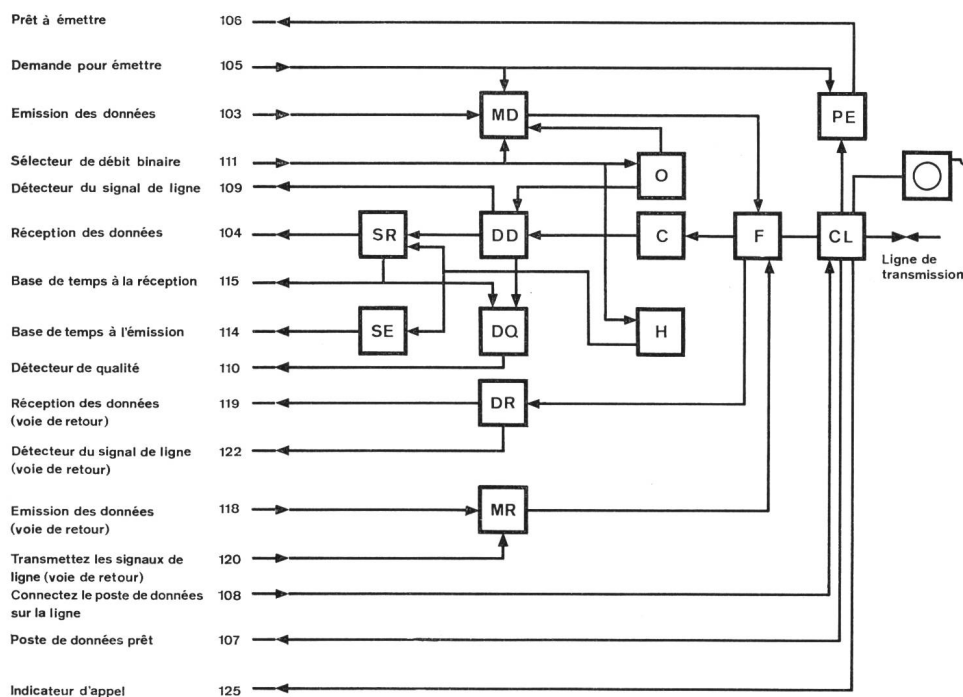 Prêt à émettre 106
Demande pour émettre 105
PE
Emission des données 103
MD
Sélecteur de débit binaire 111
O
Détecteur du signal de ligne 109
Réception des données 104
SR DD C F CL
Ligne de
transmission
Base de temps à la réception 115
Base de temps à l'émission 114
SE DQ H
Détecteur de qualité 110
Réception des données 119
(voie de retour)
DR
Détecteur du signal de ligne 122
(voie de retour)
Emission des données 118
(voie de retour)
MR
Transmettez les signaux de 120
ligne (voie de retour)
Connectez le poste de données 108
sur la ligne
Poste de données prêt 107
Indicateur d'appel 125